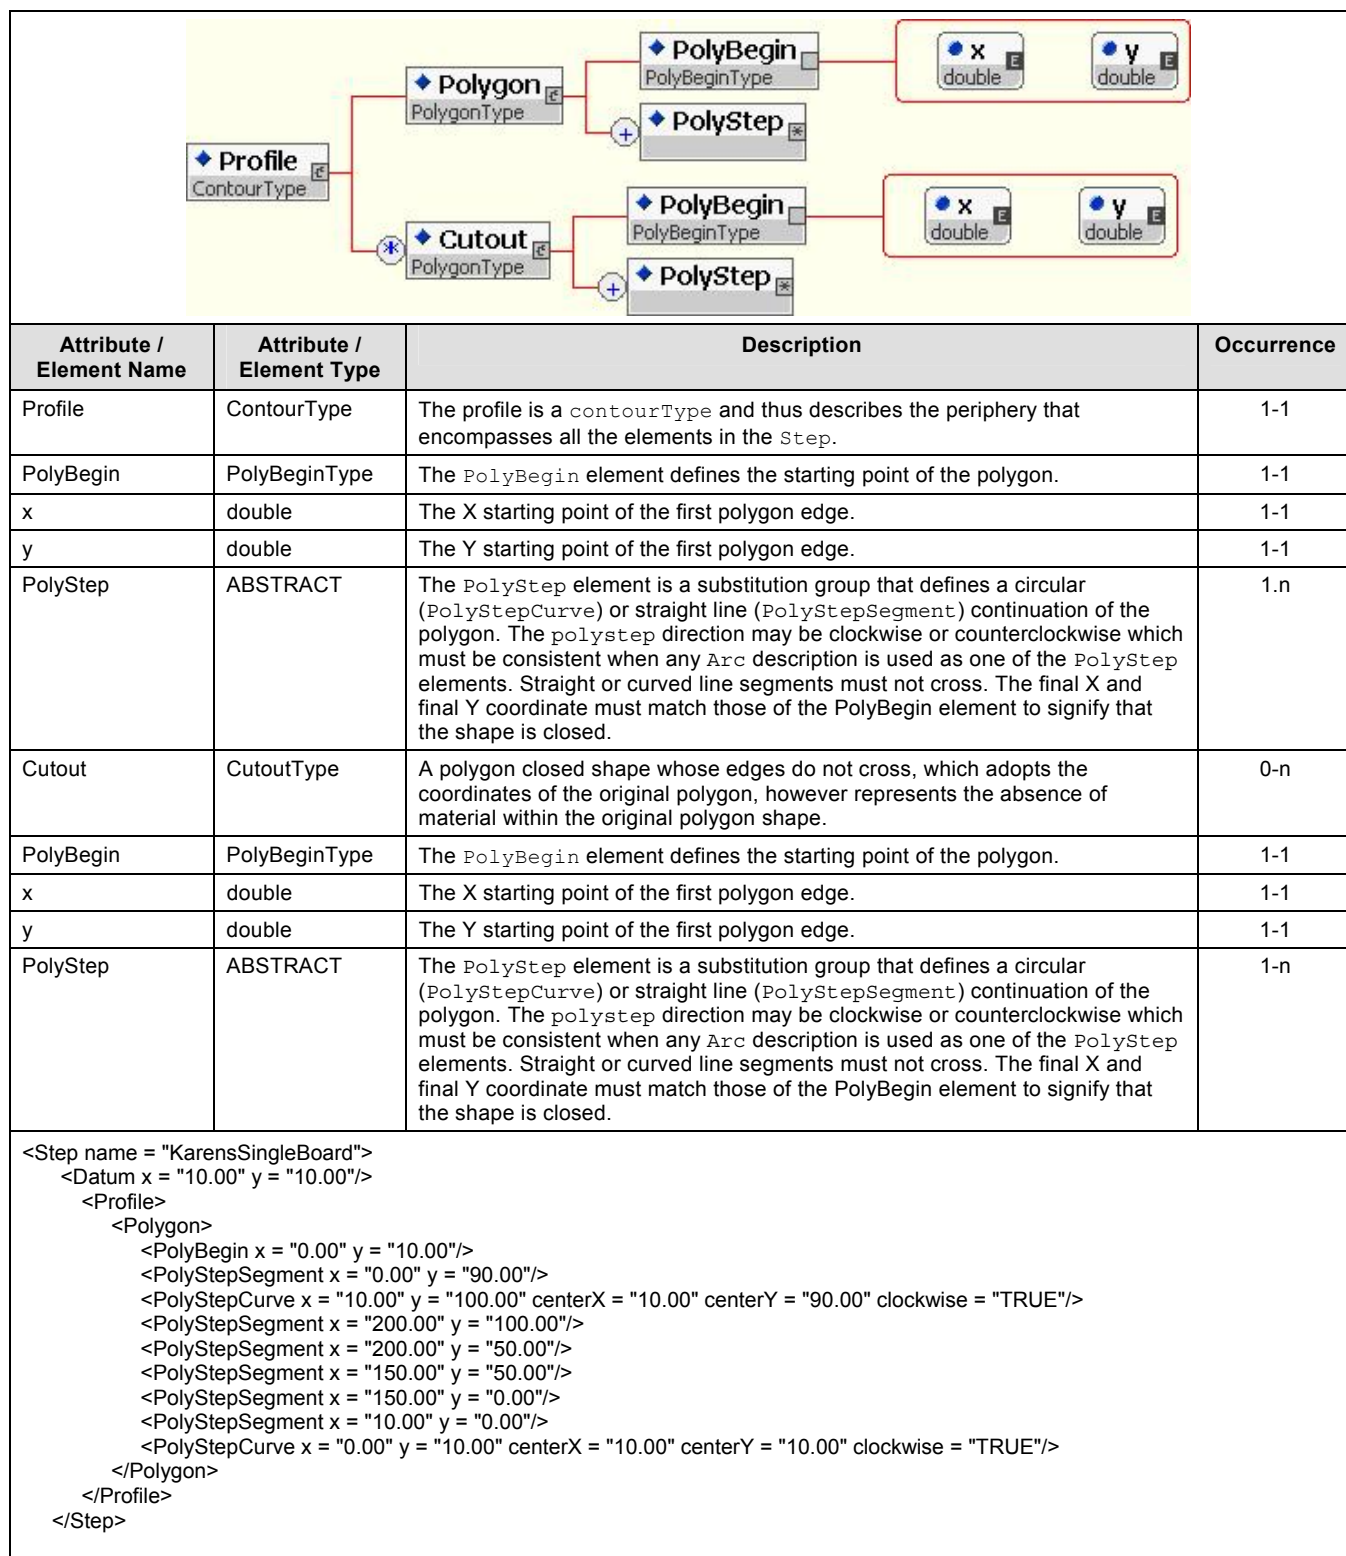 PolyBegin
PolyBeginType
x
double
E
y
double
E
Polygon
PolygonType
PolyStep
Profile
ContourType
PolyBegin
PolyBeginType
x
double
E
y
double
E
Cutout
PolygonType
PolyStep
Attribute / Element Name
Attribute / Element Type
Description
Occurrence
Profile
ContourType
The profile is a contourType and thus describes the periphery that
encompasses all the elements in the Step.
1-1
PolyBegin
PolyBeginType
The PolyBegin element defines the starting point of the polygon.
1-1
x
double
The X starting point of the first polygon edge.
1-1
y
double
The Y starting point of the first polygon edge.
1-1
PolyStep
ABSTRACT
The PolyStep element is a substitution group that defines a circular
(PolyStepCurve) or straight line (PolyStepSegment) continuation of the
polygon. The polystep direction may be clockwise or counterclockwise which
must be consistent when any Arc description is used as one of the PolyStep
elements. Straight or curved line segments must not cross. The final X and
final Y coordinate must match those of the PolyBegin element to signify that
the shape is closed.
1.n
Cutout
CutoutType
A polygon closed shape whose edges do not cross, which adopts the
coordinates of the original polygon, however represents the absence of
material within the original polygon shape.
0-n
PolyBegin
PolyBeginType
The PolyBegin element defines the starting point of the polygon.
1-1
x
double
The X starting point of the first polygon edge.
1-1
y
double
The Y starting point of the first polygon edge.
1-1
PolyStep
ABSTRACT
The PolyStep element is a substitution group that defines a circular
(PolyStepCurve) or straight line (PolyStepSegment) continuation of the
polygon. The polystep direction may be clockwise or counterclockwise which
must be consistent when any Arc description is used as one of the PolyStep
elements. Straight or curved line segments must not cross. The final X and
final Y coordinate must match those of the PolyBegin element to signify that
the shape is closed.
1-n
<Step name = "KarensSingleBoard">
<Datum x = "10.00" y = "10.00"/>
<Profile>
<Polygon>
<PolyBegin x = "0.00" y = "10.00"/>
<PolyStepSegment x = "0.00" y = "90.00"/>
<PolyStepCurve x = "10.00" y = "100.00" centerX = "10.00" centerY = "90.00" clockwise = "TRUE"/>
<PolyStepSegment x = "200.00" y = "100.00"/>
<PolyStepSegment x = "200.00" y = "50.00"/>
<PolyStepSegment x = "150.00" y = "50.00"/>
<PolyStepSegment x = "150.00" y = "0.00"/>
<PolyStepSegment x = "10.00" y = "0.00"/>
<PolyStepCurve x = "0.00" y = "10.00" centerX = "10.00" centerY = "10.00" clockwise = "TRUE"/>
</Polygon>
</Profile>
</Step>